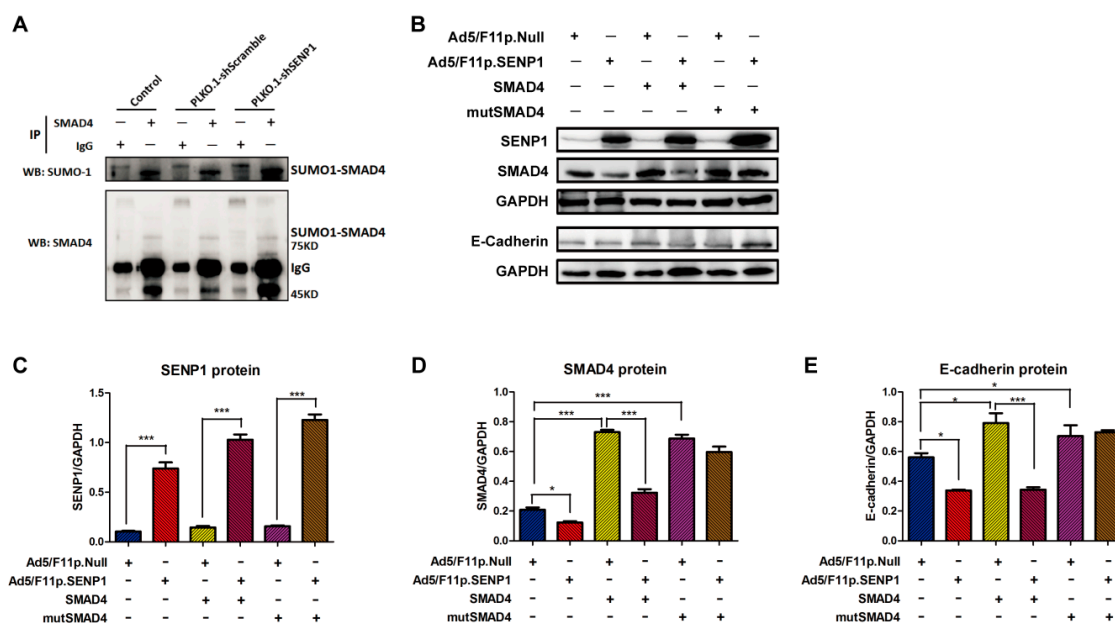 A
Control
PLKO.1-shScramble
PLKO.1-shSENP1
IP
SMAD4 − + − + − +
IgG + − + − + −
WB: SUMO-1
SUMO1-SMAD4
WB: SMAD4
SUMO1-SMAD4
75KD
IgG
45KD
B
Ad5/F11p.Null + − + − + −
Ad5/F11p.SENP1 − + − + − +
SMAD4 − − + + − −
mutSMAD4 − − − − + +
SENP1
SMAD4
GAPDH
E-Cadherin
GAPDH
C
SENP1 protein
SENP1/GAPDH
1.5
1.0
0.5
0.0
***
***
***
Ad5/F11p.Null + − + − + −
Ad5/F11p.SENP1 − + − + − +
SMAD4 − − + + − −
mutSMAD4 − − − − + +
D
SMAD4 protein
SMAD4/GAPDH
1.0
0.8
0.6
0.4
0.2
0.0
***
***
***
*
Ad5/F11p.Null + − + − + −
Ad5/F11p.SENP1 − + − + − +
SMAD4 − − + + − −
mutSMAD4 − − − − + +
E
E-cadherin protein
E-cadherin/GAPDH
1.0
0.8
0.6
0.4
0.2
0.0
*
*
***
*
Ad5/F11p.Null + − + − + −
Ad5/F11p.SENP1 − + − + − +
SMAD4 − − + + − −
mutSMAD4 − − − − + +